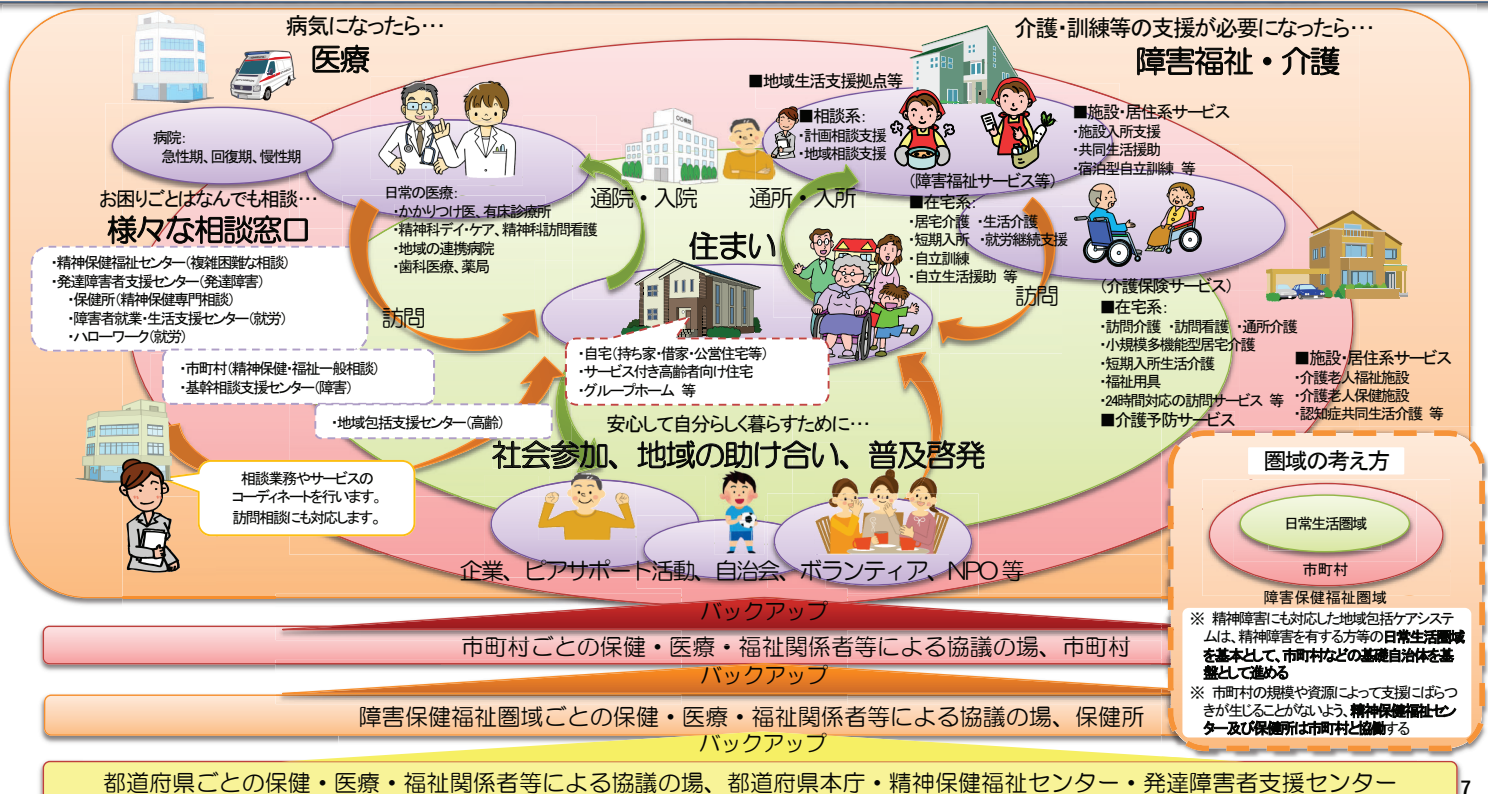 病気になったら…
医療
介護・訓練等の支援が必要になったら…
障害福祉・介護
病院:
急性期、回復期、慢性期
日常の医療:
・かかりつけ医、有床診療所
・精神科デイ・ケア、精神科訪問看護
・地域の連携病院
・歯科医療、薬局
■地域生活支援拠点等
■相談系:
・計画相談支援
・地域相談支援
■施設・居住系サービス
・施設入所支援
・共同生活援助
・宿泊型自立訓練 等
(障害福祉サービス等)
■在宅系:
・居宅介護 ・生活介護
・短期入所 ・就労継続支援
・自立訓練
・自立生活援助 等
通院・入院
通所・入所
訪問
訪問
お困りごとはなんでも相談…
様々な相談窓口
・精神保健福祉センター(複雑困難な相談)
・発達障害者支援センター(発達障害)
・保健所(精神保健専門相談)
・障害者就業・生活支援センター(就労)
・ハローワーク(就労)
・市町村(精神保健・福祉一般相談)
・基幹相談支援センター(障害)
・地域包括支援センター(高齢)
相談業務やサービスの
コーディネートを行います。
訪問相談にも対応します。
住まい
・自宅(持ち家・借家・公営住宅等)
・サービス付き高齢者向け住宅
・グループホーム 等
(介護保険サービス)
■在宅系:
・訪問介護 ・訪問看護 ・通所介護
・小規模多機能型居宅介護
・短期入所生活介護
・福祉用具
・24時間対応の訪問サービス 等
■介護予防サービス
■施設・居住系サービス
・介護老人福祉施設
・介護老人保健施設
・認知症共同生活介護 等
安心して自分らしく暮らすために…
社会参加、地域の助け合い、普及啓発
企業、ピアサポート活動、自治会、ボランティア、NPO 等
圏域の考え方
日常生活圏域
市町村
障害保健福祉圏域
※ 精神障害にも対応した地域包括ケアシステ
ムは、精神障害を有する方等の日常生活圏域
を基本として、市町村などの基礎自治体を基
盤として進める
※ 市町村の規模や資源によって支援にばらつ
きが生じることがないよう、精神保健福祉セン
ター及び保健所は市町村と協働する
バックアップ
市町村ごとの保健・医療・福祉関係者等による協議の場、市町村
バックアップ
障害保健福祉圏域ごとの保健・医療・福祉関係者等による協議の場、保健所
バックアップ
都道府県ごとの保健・医療・福祉関係者等による協議の場、都道府県本庁・精神保健福祉センター・発達障害者支援センター
7